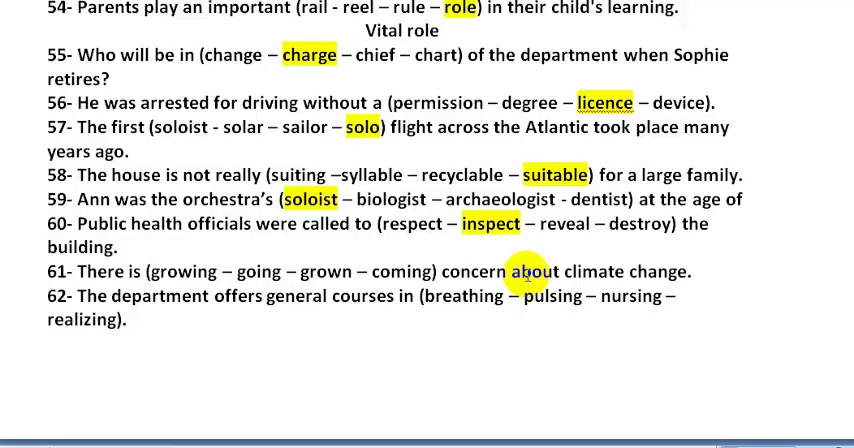 54- Parents play an important (rail - reel – rule – role) in their child's learning.
Vital role
55- Who will be in (change – charge – chief – chart) of the department when Sophie
retires?
56- He was arrested for driving without a (permission – degree – licence – device).
57- The first (soloist - solar – sailor – solo) flight across the Atlantic took place many
years ago.
58- The house is not really (suiting –syllable – recyclable – suitable) for a large family.
59- Ann was the orchestra’s (soloist – biologist – archaeologist - dentist) at the age of
60- Public health officials were called to (respect – inspect – reveal – destroy) the
building.
61- There is (growing – going – grown – coming) concern about climate change.
62- The department offers general courses in (breathing – pulsing – nursing –
realizing).